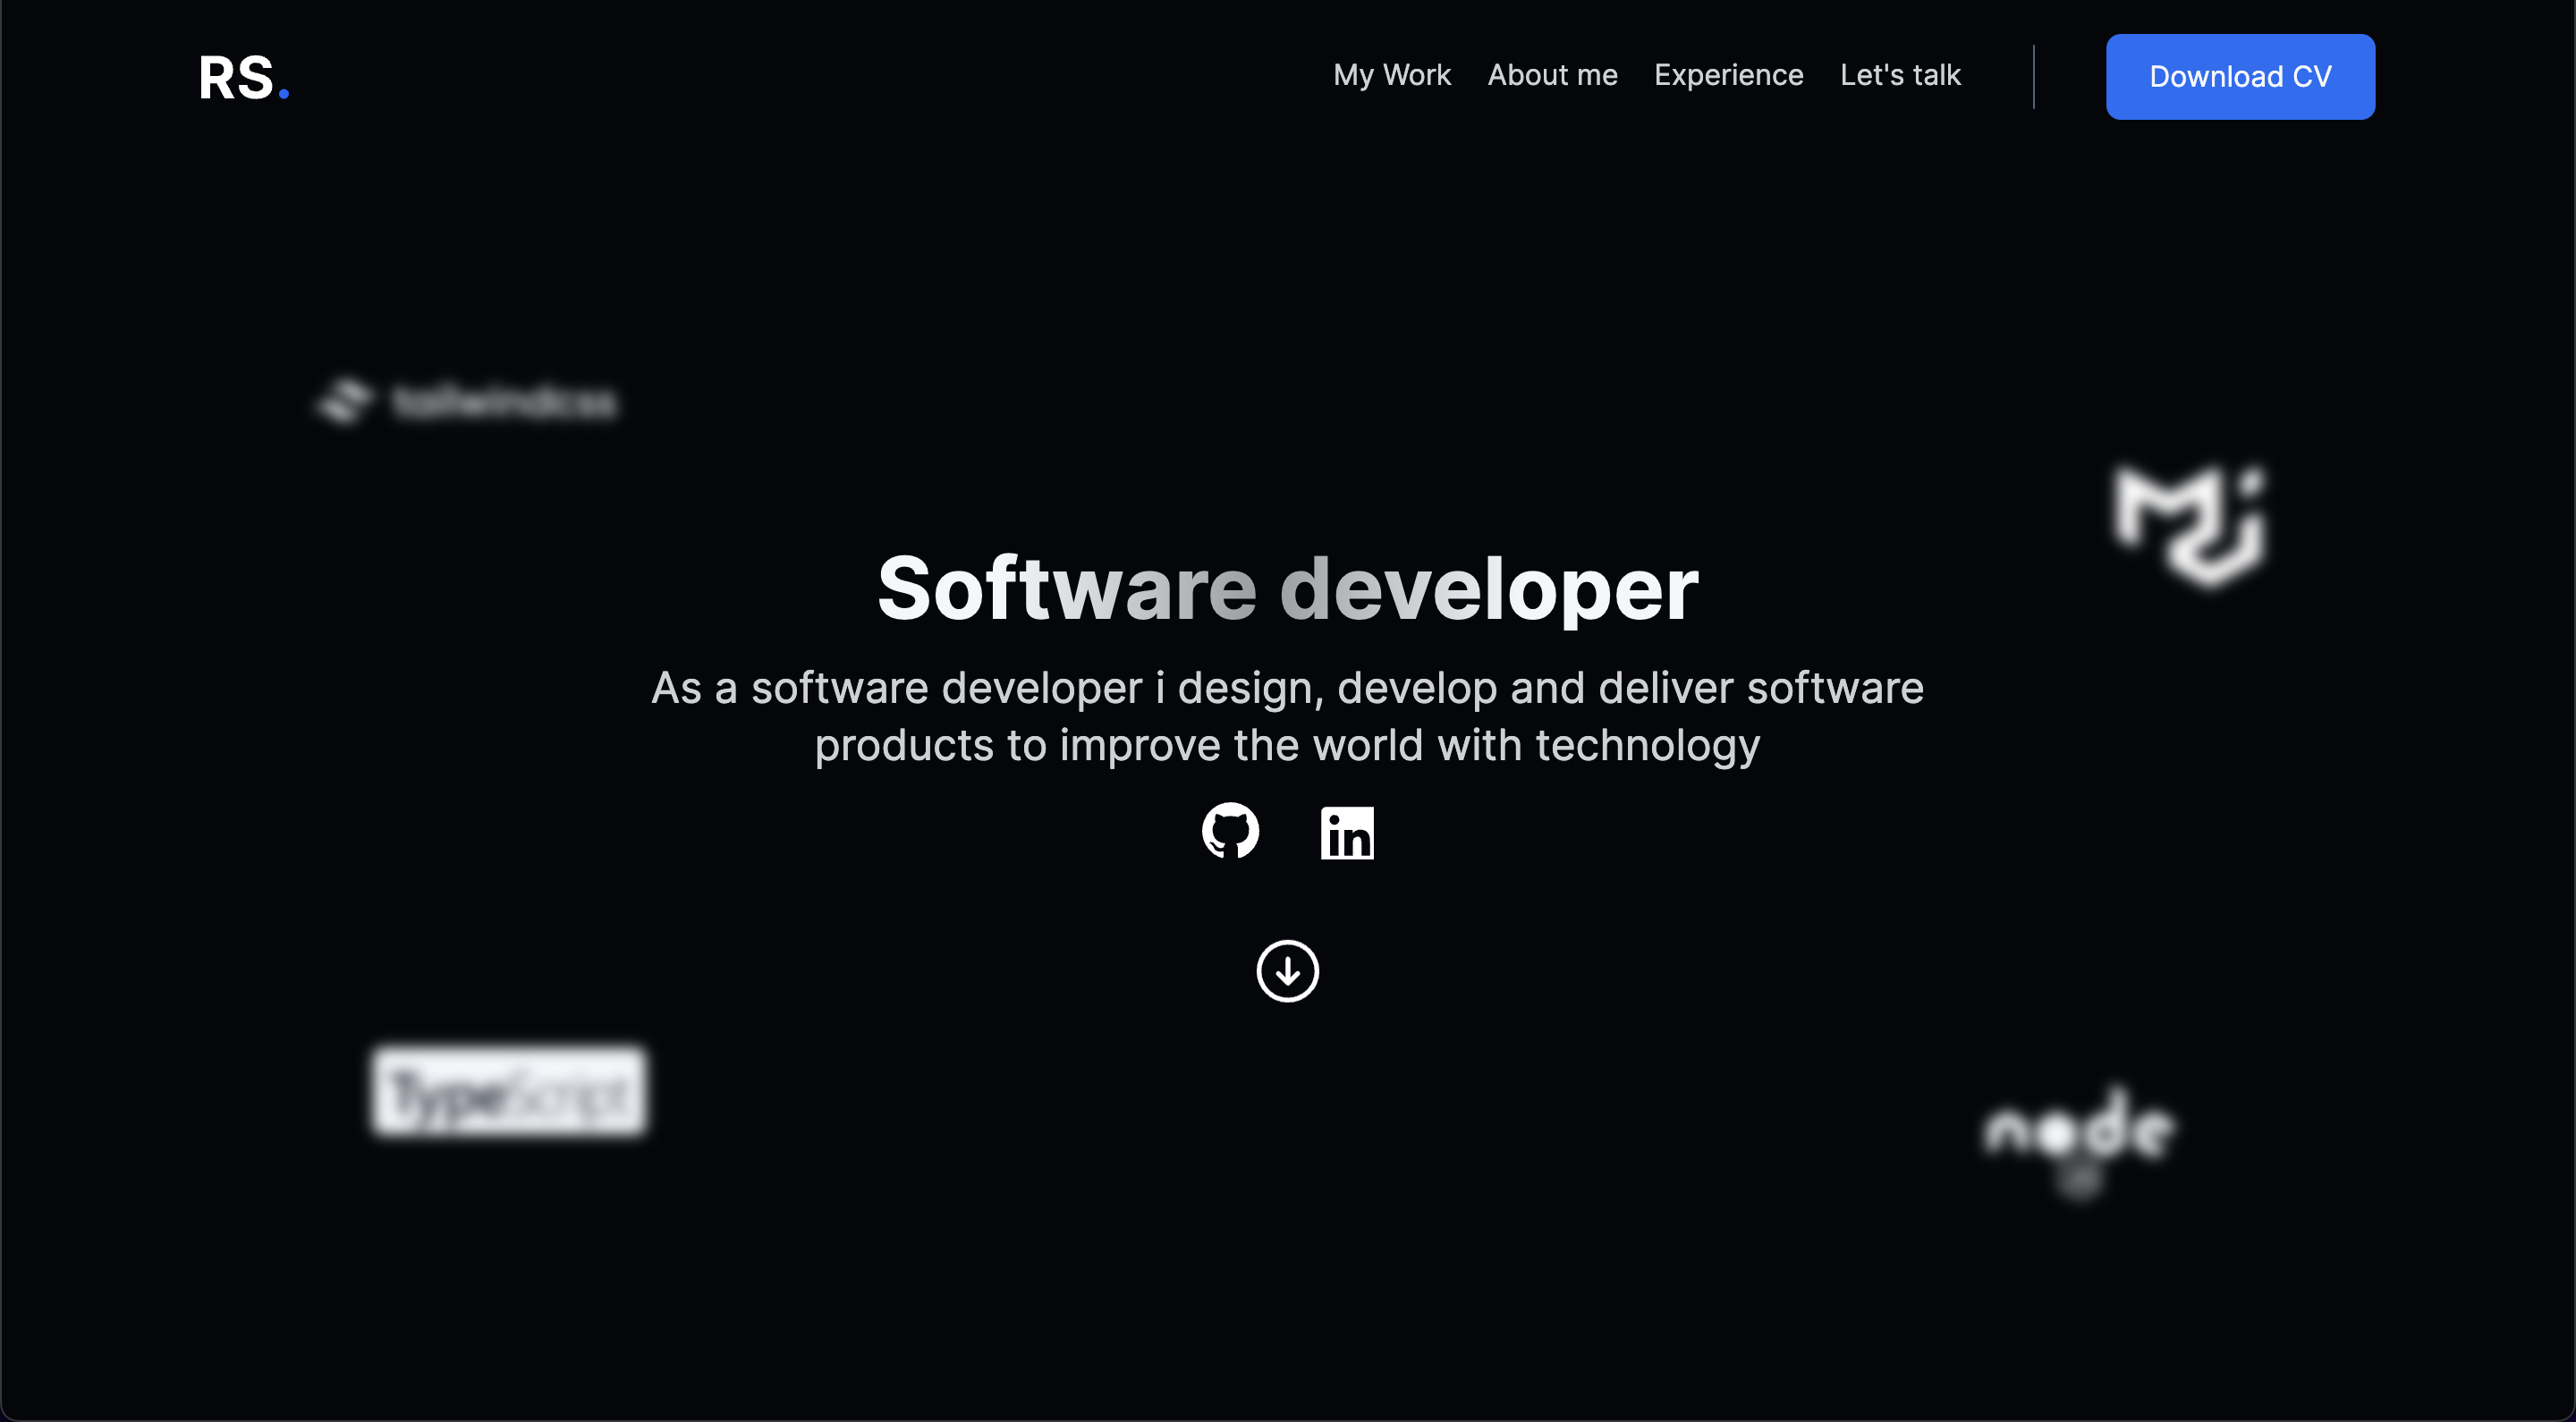 RS.
My Work
About me
Experience
Let's talk
Download CV
tailwindcss
Software developer
As a software developer i design, develop and deliver software
products to improve the world with technology
in
TypeScript
node